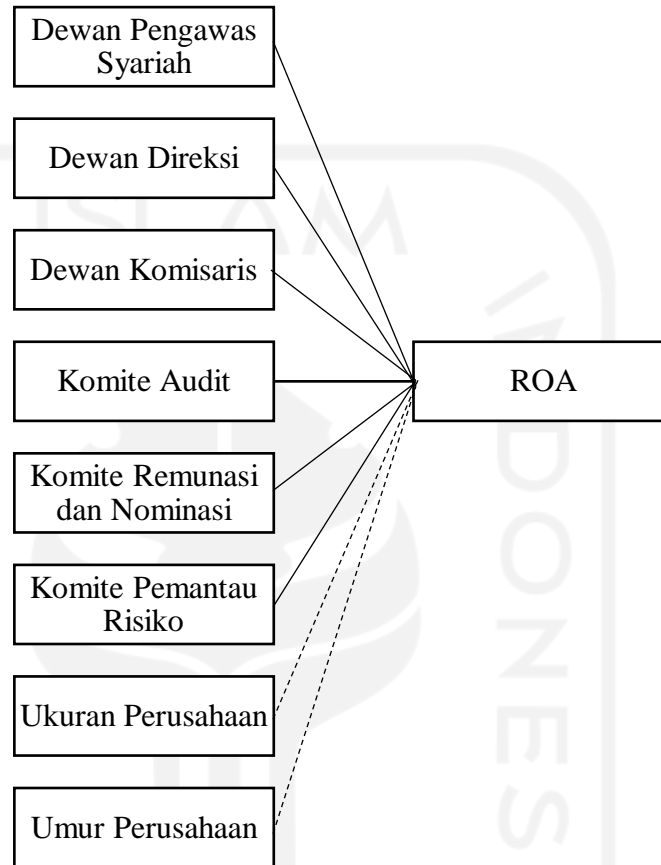 Dewan Pengawas
Syariah
Dewan Direksi
Dewan Komisaris
Komite Audit
ROA
Komite Remunasi
dan Nominasi
Komite Pemantau
Risiko
Ukuran Perusahaan
Umur Perusahaan